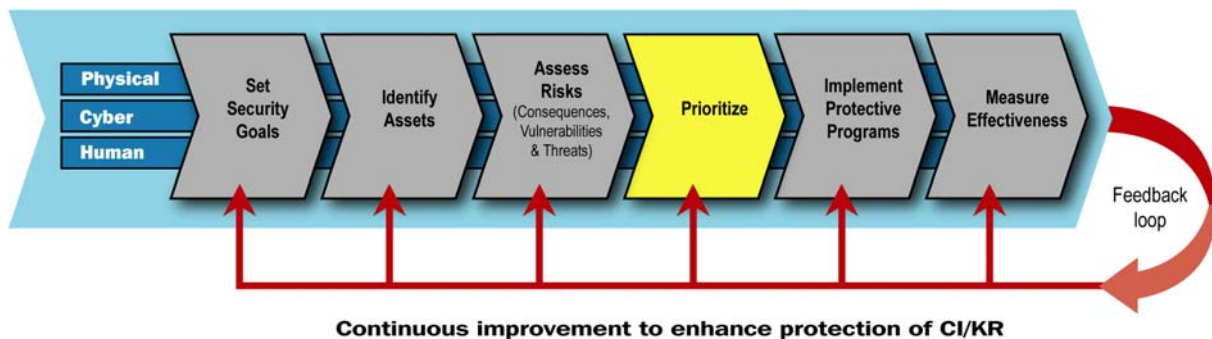 Physical
Cyber
Human
Set
Security
Goals
Identify
Assets
Assess
Risks
(Consequences,
Vulnerabilities
& Threats)
Prioritize
Implement
Protective
Programs
Measure
Effectiveness
Feedback
loop
Continuous improvement to enhance protection of CI/KR